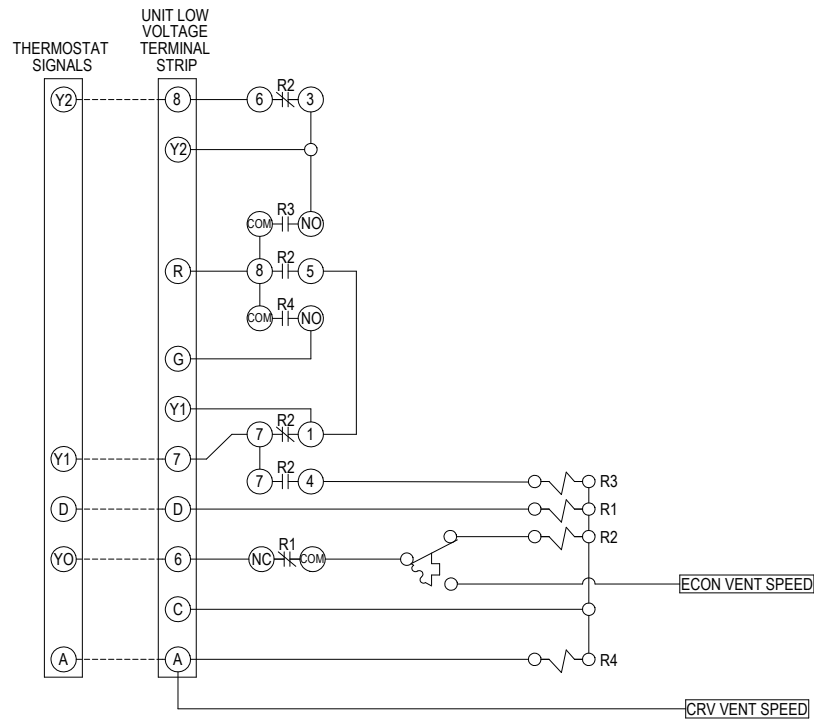 UNIT LOW
VOLTAGE
TERMINAL
STRIP
THERMOSTAT
SIGNALS
Y2 8 6 R2 3
Y2
COM R3 NO
R 8 R2 5
COM R4 NO
G
Y1
7 R2 1
Y1 7
7 R2 4 R3
D D R1
R2
YO 6 NC R1 COM
ECON VENT SPEED
C
A A R4
CRV VENT SPEED